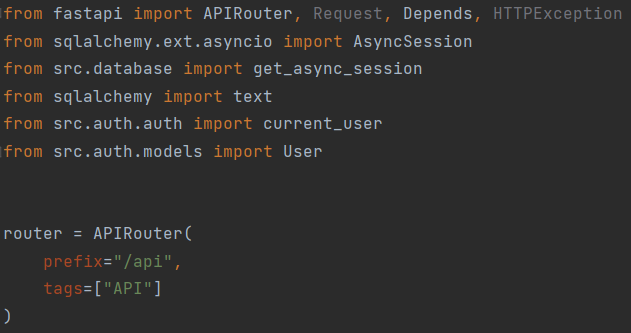 from fastapi import APIRouter, Request, Depends, HTTPException
from sqlalchemy.ext.asyncio import AsyncSession
from src.database import get_async_session
from sqlalchemy import text
from src.auth.auth import current_user
from src.auth.models import User
router = APIRouter(
    prefix="/api",
    tags=["API"]
)